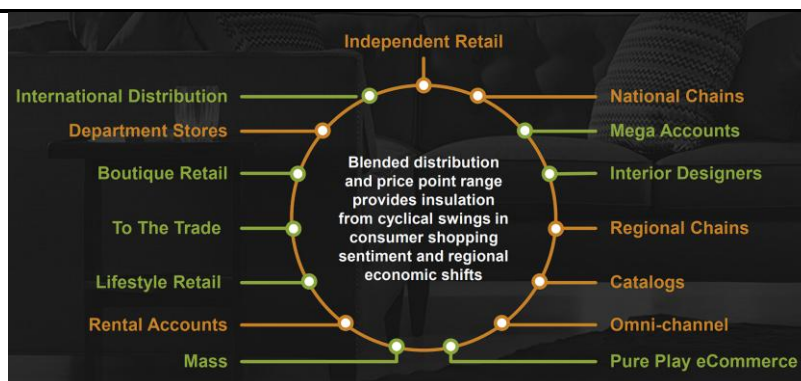 Independent Retail
International Distribution
National Chains
Department Stores
Mega Accounts
Boutique Retail
Interior Designers
To The Trade
Regional Chains
Lifestyle Retail
Catalogs
Rental Accounts
Omni-channel
Mass
Pure Play eCommerce
Blended distribution
and price point range
provides insulation
from cyclical swings in
consumer shopping
sentiment and regional
economic shifts